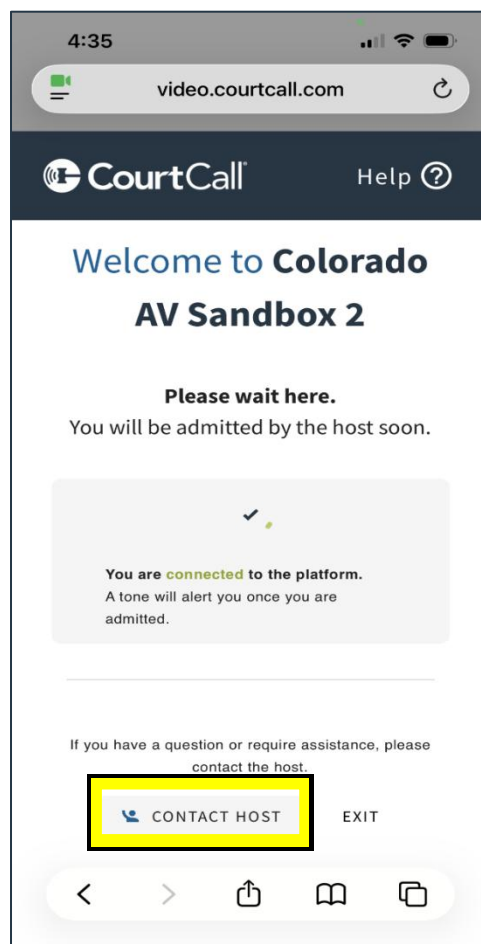 4:35
video.courtcall.com
CourtCall
Help ?
Welcome to Colorado
AV Sandbox 2
Please wait here.
You will be admitted by the host soon.
You are connected to the platform.
A tone will alert you once you are
admitted.
If you have a question or require assistance, please
contact the host.
CONTACT HOST
EXIT